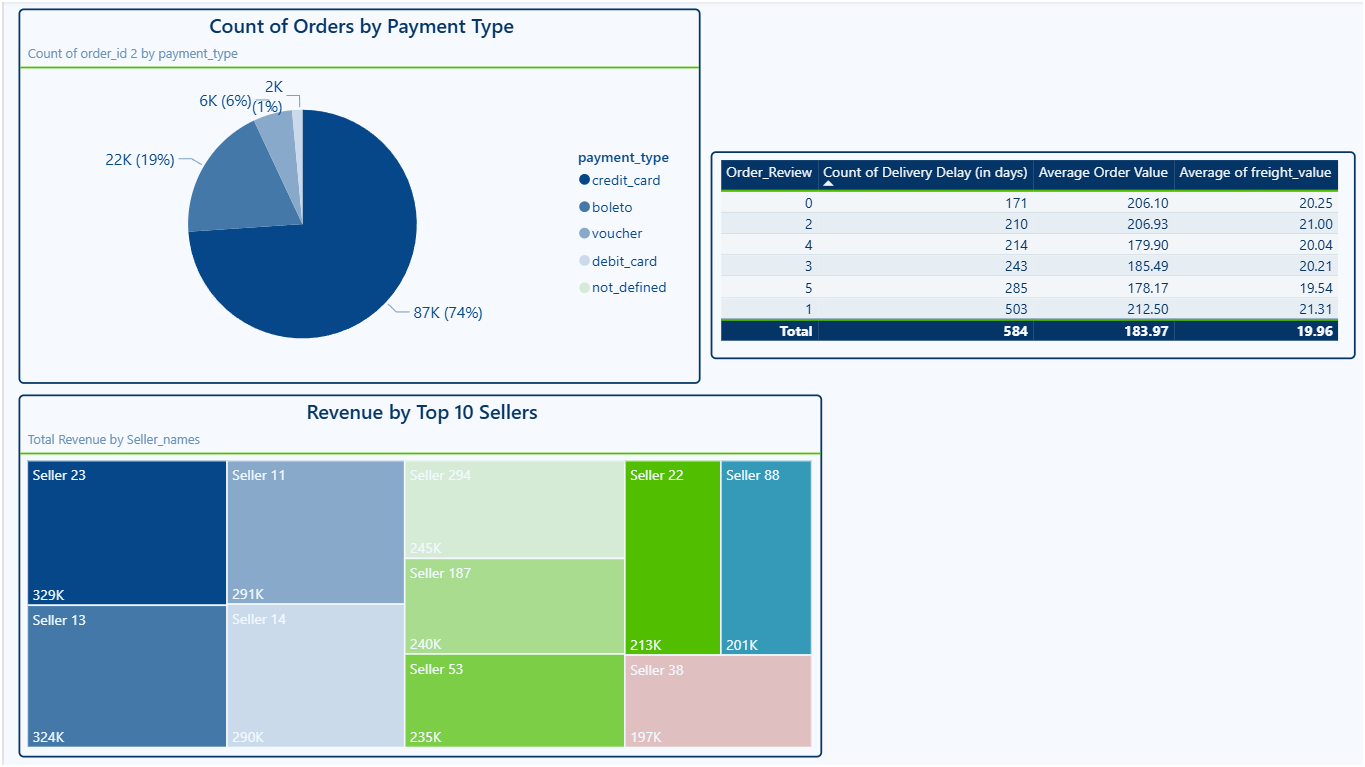 Count of Orders by Payment Type
Count of order_id 2 by payment_type
2K
(1%)
6K (6%)
22K (19%)
87K (74%)
payment_type
credit_card
boleto
voucher
debit_card
not_defined
Order_Review Count of Delivery Delay (in days) Average Order Value Average of freight_value
0 171 206.10 20.25
2 210 206.93 21.00
4 214 179.90 20.04
3 243 185.49 20.21
5 285 178.17 19.54
1 503 212.50 21.31
Total 584 183.97 19.96
Revenue by Top 10 Sellers
Total Revenue by Seller_names
Seller 23
329K
Seller 13
324K
Seller 11
291K
Seller 14
290K
Seller 294
245K
Seller 187
240K
Seller 53
235K
Seller 22
213K
Seller 88
201K
Seller 38
197K